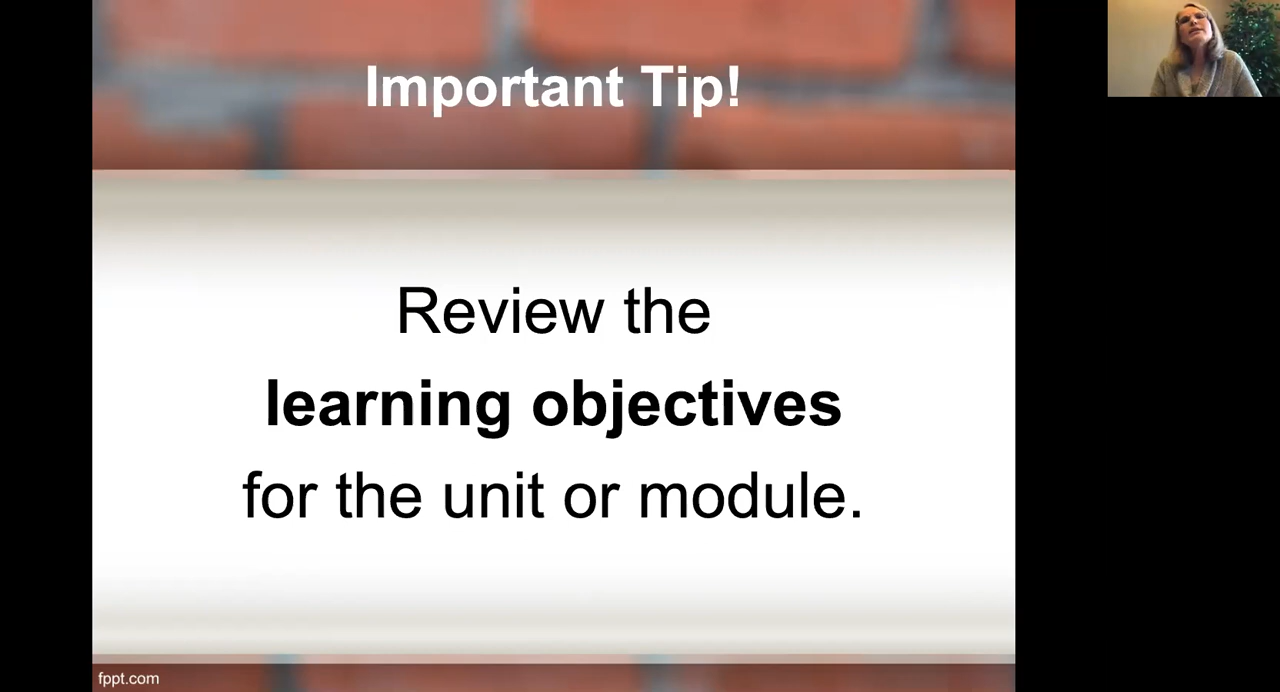 Important Tip!
Review the
learning objectives
for the unit or module.
fppt.com